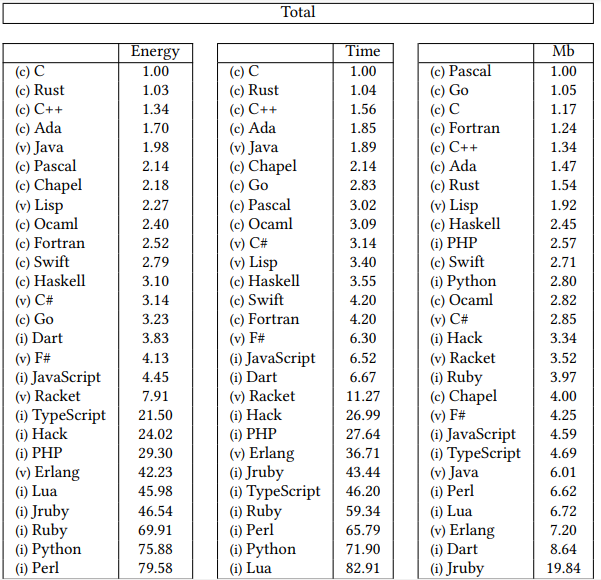 Total
Energy Time Mb
(c) C 1.00 (c) C 1.00 (c) Pascal 1.00
(c) Rust 1.03 (c) Rust 1.04 (c) Go 1.05
(c) C++ 1.34 (c) C++ 1.56 (c) C 1.17
(c) Ada 1.70 (c) Ada 1.85 (c) Fortran 1.24
(v) Java 1.98 (v) Java 1.89 (c) C++ 1.34
(c) Pascal 2.14 (c) Chapel 2.14 (c) Ada 1.47
(c) Chapel 2.18 (c) Go 2.83 (c) Rust 1.54
(v) Lisp 2.27 (c) Pascal 3.02 (v) Lisp 1.92
(c) Ocaml 2.40 (c) Ocaml 3.09 (c) Haskell 2.45
(c) Fortran 2.52 (v) C# 3.14 (i) PHP 2.57
(c) Swift 2.79 (v) Lisp 3.40 (c) Swift 2.71
(c) Haskell 3.10 (c) Haskell 3.55 (i) Python 2.80
(v) C# 3.14 (c) Swift 4.20 (c) Ocaml 2.82
(c) Go 3.23 (c) Fortran 4.20 (v) C# 2.85
(i) Dart 3.83 (v) F# 6.30 (i) Hack 3.34
(v) F# 4.13 (i) JavaScript 6.52 (v) Racket 3.52
(i) JavaScript 4.45 (i) Dart 6.67 (i) Ruby 3.97
(v) Racket 7.91 (v) Racket 11.27 (c) Chapel 4.00
(i) TypeScript 21.50 (i) Hack 26.99 (v) F# 4.25
(i) Hack 24.02 (i) PHP 27.64 (i) JavaScript 4.59
(i) PHP 29.30 (v) Erlang 36.71 (i) TypeScript 4.69
(v) Erlang 42.23 (i) Jruby 43.44 (v) Java 6.01
(i) Lua 45.98 (i) TypeScript 46.20 (i) Perl 6.62
(i) Jruby 46.54 (i) Ruby 59.34 (i) Lua 6.72
(i) Ruby 69.91 (i) Perl 65.79 (v) Erlang 7.20
(i) Python 75.88 (i) Python 71.90 (i) Dart 8.64
(i) Perl 79.58 (i) Lua 82.91 (i) Jruby 19.84